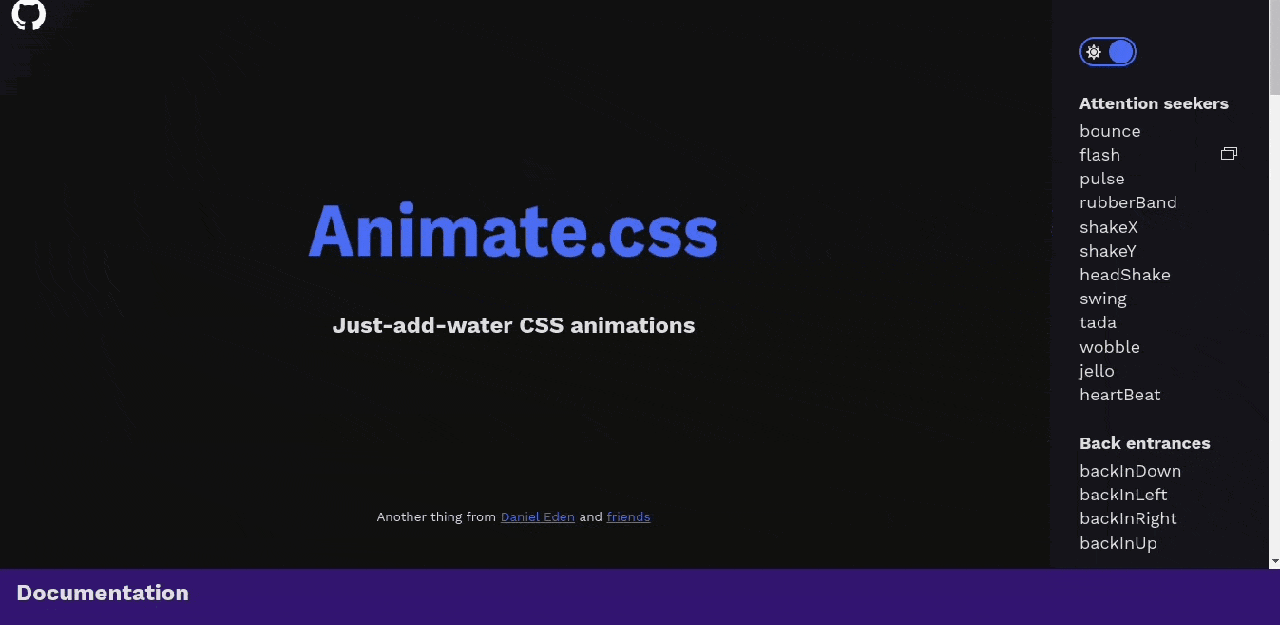 Animate.css
Just-add-water CSS animations
Another thing from Daniel Eden and friends
Attention seekers
bounce
flash
pulse
rubberBand
shakeX
shakeY
headShake
swing
tada
wobble
jello
heartBeat
Back entrances
backInDown
backInLeft
backInRight
backInUp
Documentation